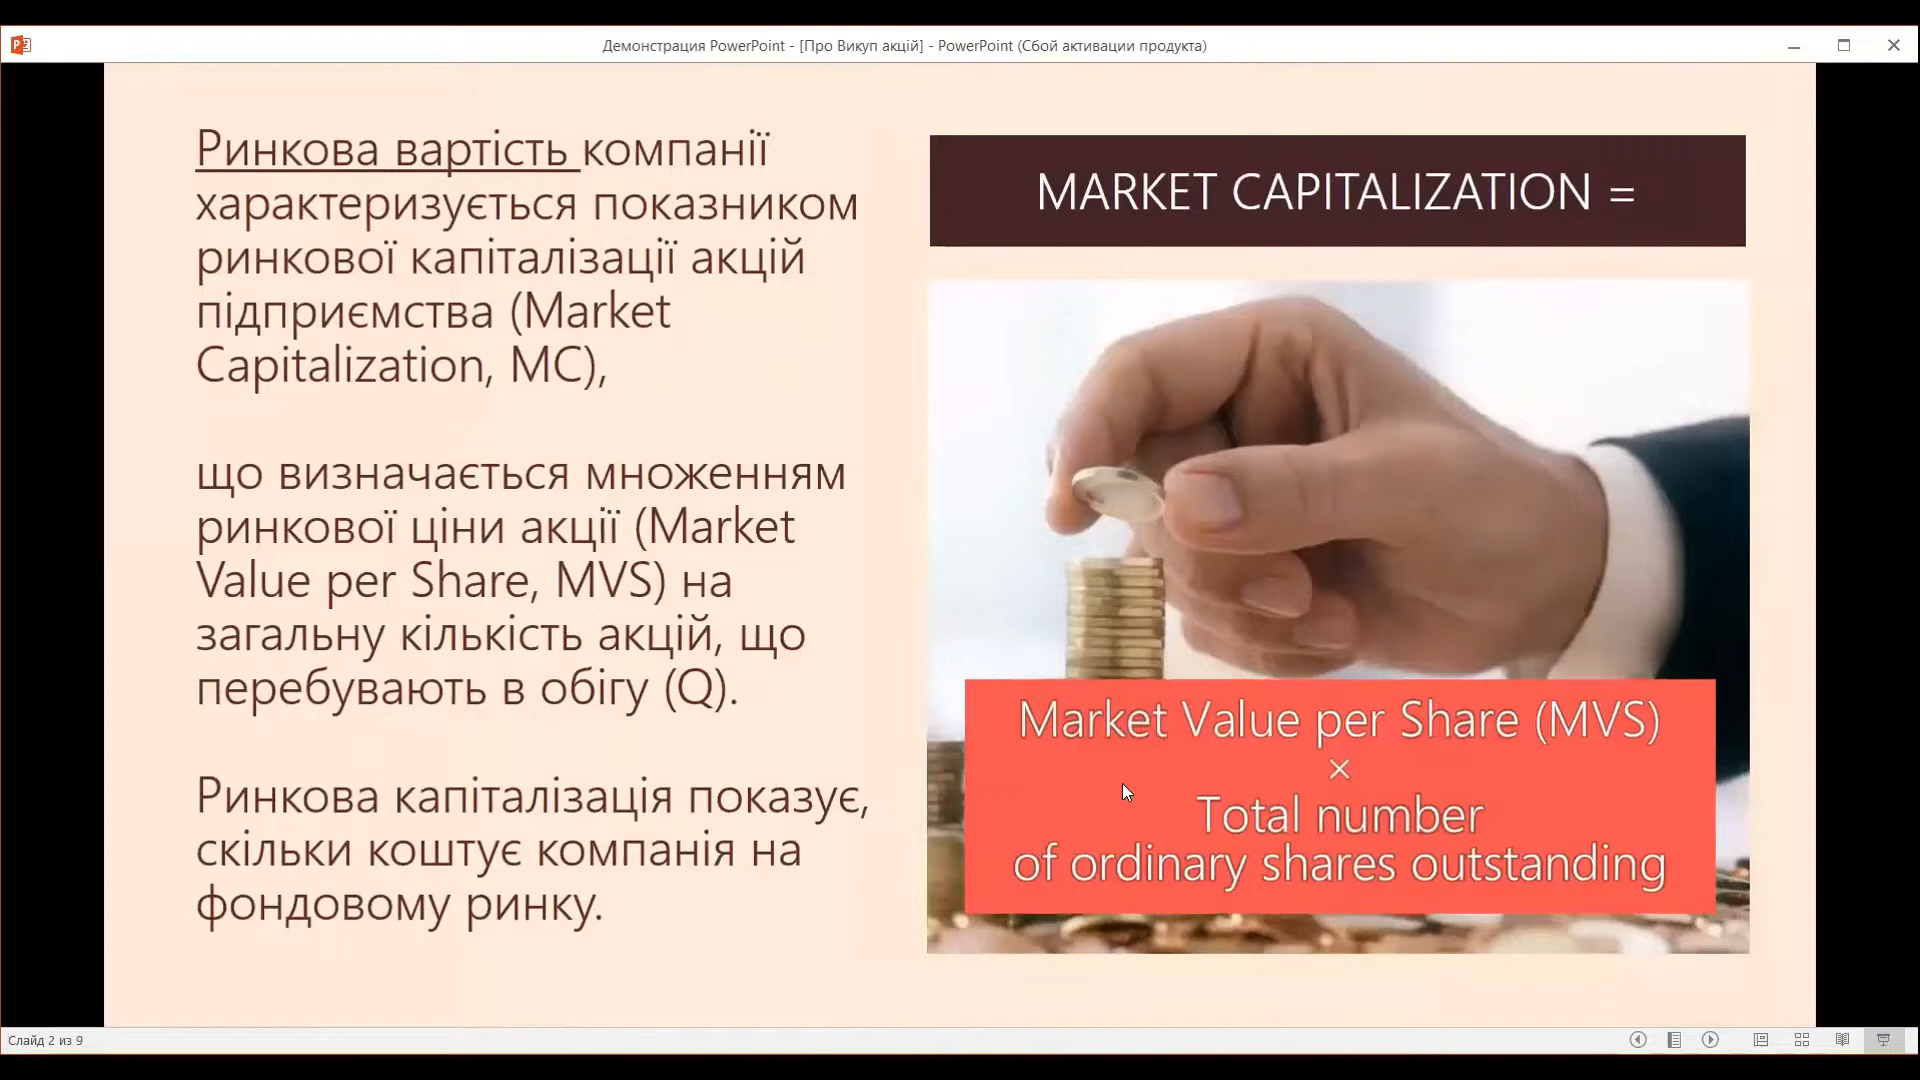 Демонстрация PowerPoint - [Про Викуп акцій] - PowerPoint (Сбой активации продукта)
Ринкова вартість компанії
характеризується показником
ринкової капіталізації акцій
підприємства (Market
Capitalization, MC),
що визначається множенням
ринкової ціни акції (Market
Value per Share, MVS) на
загальну кількість акцій, що
перебувають в обігу (Q).
Ринкова капіталізація показує,
скільки коштує компанія на
фондовому ринку.
MARKET CAPITALIZATION =
Market Value per Share (MVS)
×
Total number
of ordinary shares outstanding
Слайд 2 из 9